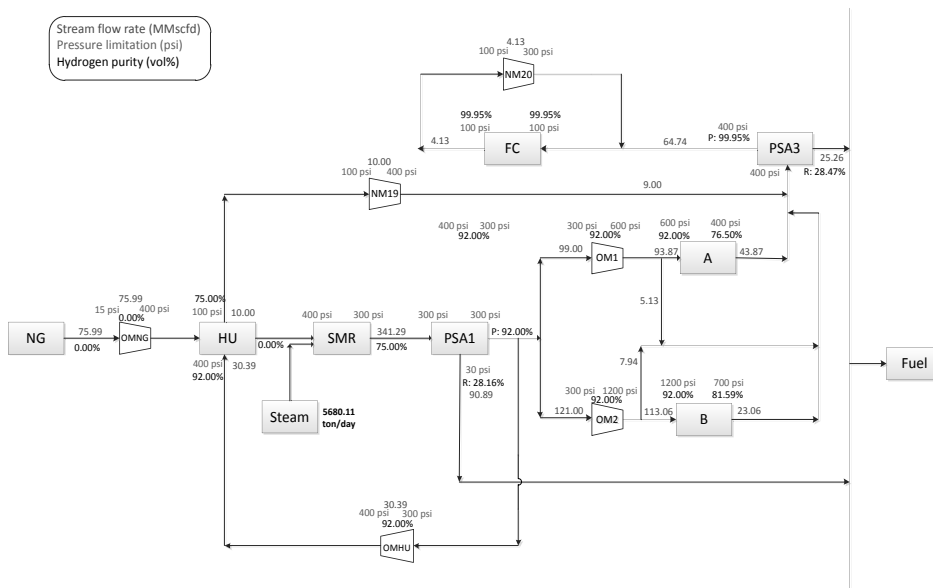 Stream flow rate (MMscfd)
Pressure limitation (psi)
Hydrogen purity (vol%)
4.13
100 psi 300 psi
NM20
99.95% 99.95%
100 psi 100 psi
4.13
FC
64.74
400 psi
P: 99.95%
PSA3
25.26
R: 28.47%
400 psi
10.00
100 psi 400 psi
NM19
9.00
400 psi 300 psi
92.00%
300 psi 600 psi
92.00%
99.00
OM1
93.87
600 psi 400 psi
92.00% 76.50%
A
43.87
5.13
75.99
15 psi 400 psi
0.00%
NG
75.99
0.00%
OMNG
75.00%
100 psi 10.00
HU
0.00%
400 psi 30.39
92.00%
400 psi 300 psi
SMR
341.29
75.00%
300 psi 300 psi
PSA1
P: 92.00%
30 psi
R: 28.16%
90.89
Steam
5680.11
ton/day
7.94
300 psi 1200 psi
92.00%
121.00
OM2
113.06
1200 psi 700 psi
92.00% 81.59%
B
23.06
Fuel
30.39
400 psi 300 psi
92.00%
OMHU